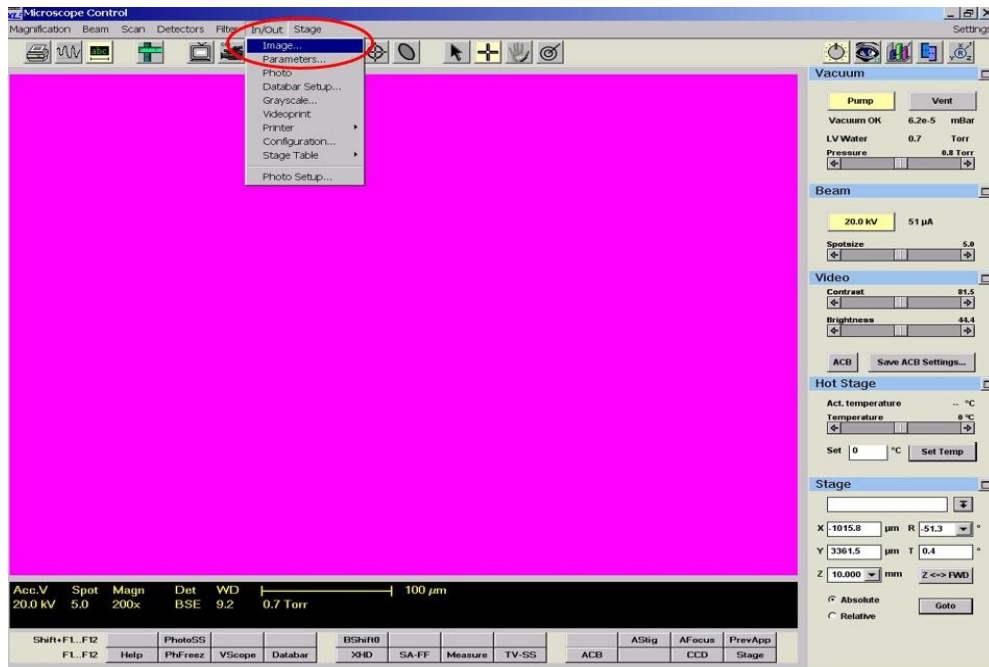 Microscope Control
Magnification Beam Scan Detectors Filter In/Out Stage Settings
abc
Image...
Parameters...
Photo
Databar Setup...
Grayscale...
Videoprint
Printer
Configuration...
Stage Table
Photo Setup...
Vacuum
Pump Vent
Vacuum OK 6.2e-5 mBar
LV Water 0.7 Torr
Pressure 0.8 Torr
Beam
20.0 kV 51 µA
Spotsize 5.0
Video
Contrast 81.5
Brightness 44.4
ACB Save ACB Settings...
Hot Stage
Act. temperature -- °C
Temperature 0 °C
Set 0 °C Set Temp
Stage
X -1015.8 µm R -51.3 °
Y 3361.5 µm T 0.4 °
Z 10.000 mm Z <-> FWD
Absolute
Relative
Goto
Acc.V Spot Magn Det WD 100 µm
20.0 kV 5.0 200x BSE 9.2 0.7 Torr
Shift+F1...F12 PhotoSS BShift0 AStig AFocus PrevApp
F1...F12 Help PhFreez VScope Databar XHD SA-FF Measure TV-SS ACB CCD Stage